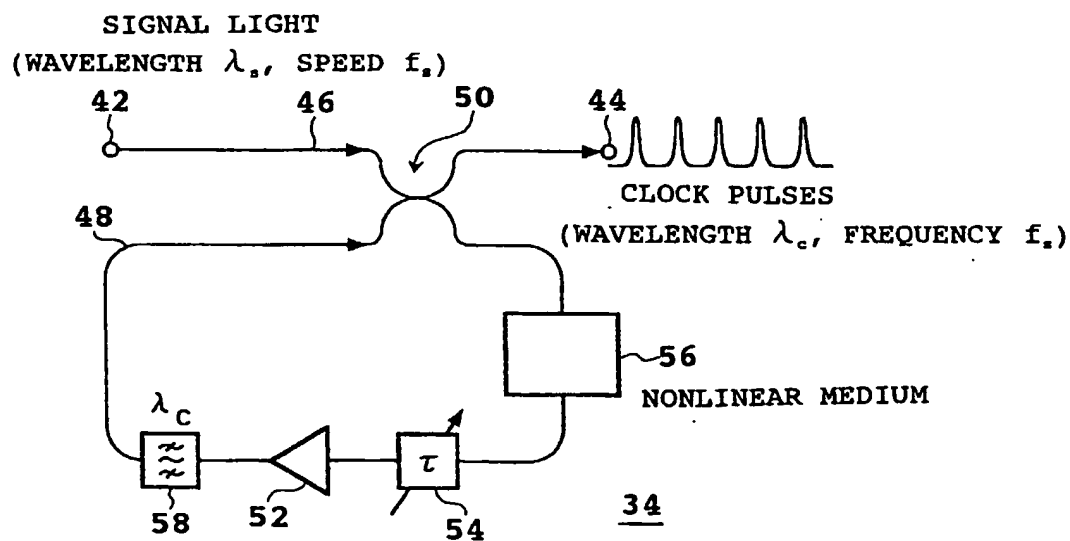 SIGNAL LIGHT
(WAVELENGTH λs, SPEED fs)
42
46
50
44
CLOCK PULSES
(WAVELENGTH λc, FREQUENCY fs)
48
56
NONLINEAR MEDIUM
λC
τ
58
52
54
34